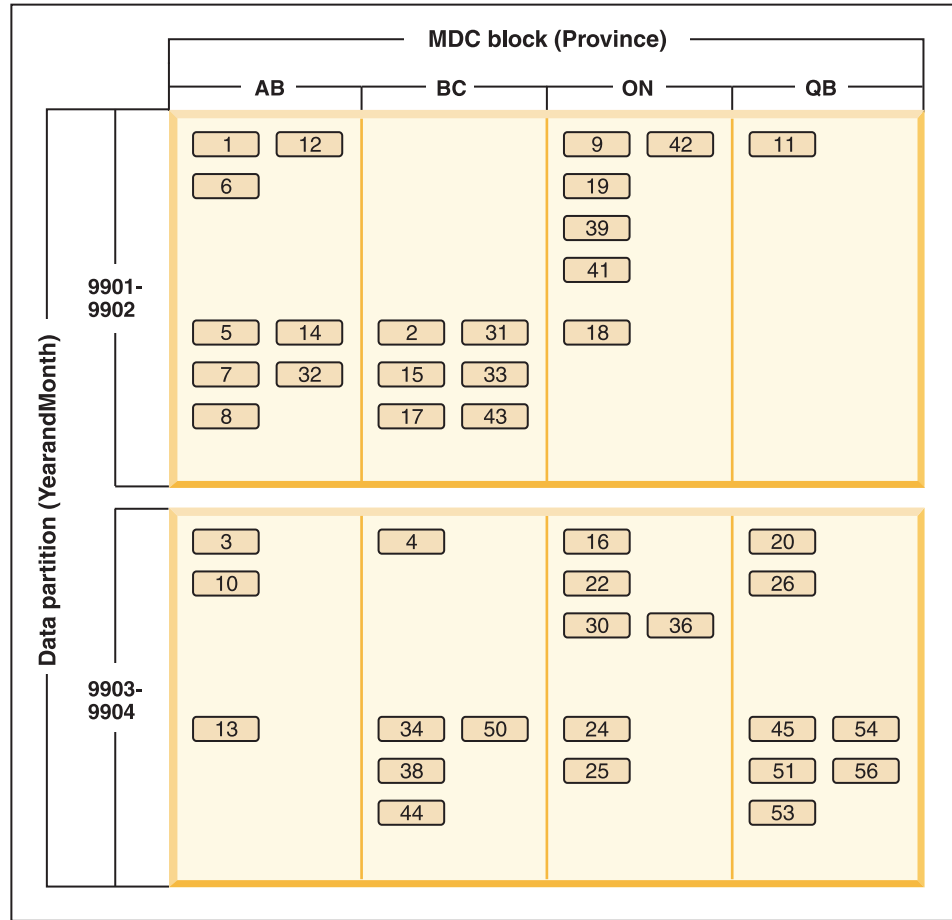 MDC block (Province)
AB BC ON QB
Data partition (YearandMonth)
9901-
9902
1 12 9 42 11
6 19
39
41
5 14 2 31 18
7 32 15 33
8 17 43
9903-
9904
3 4 16 20
10 22 26
30 36
13 34 50 24 45 54
38 25 51 56
44 53